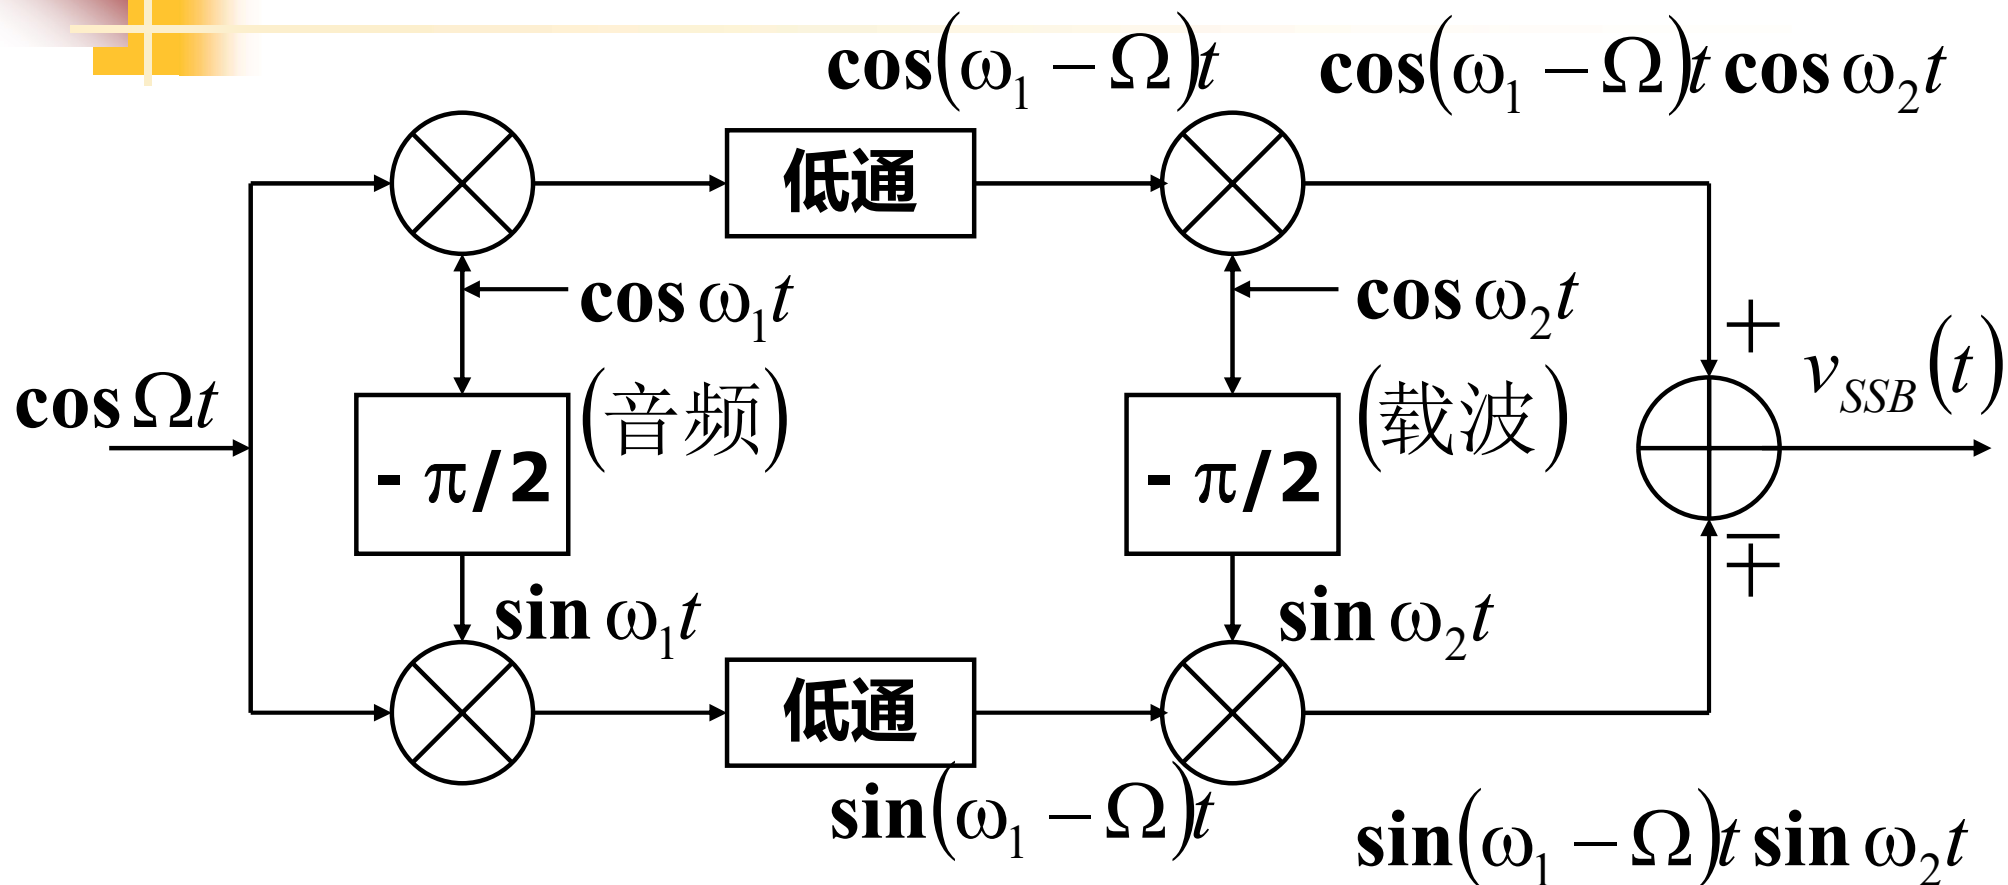 cos(ω₁ − Ω)t
cos(ω₁ − Ω)t cos ω₂t
低通
cos ω₁t
(音频)
cos ω₂t
(载波)
+
v_SSB(t)
cos Ωt
- π/2
- π/2
∓
sin ω₁t
sin ω₂t
低通
sin(ω₁ − Ω)t
sin(ω₁ − Ω)t sin ω₂t